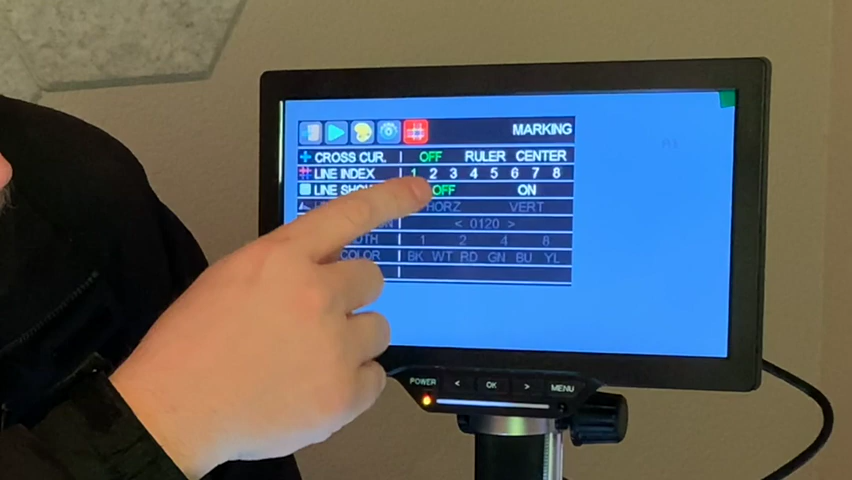 MARKING
CROSS CUR. OFF RULER CENTER
LINE INDEX 1 2 3 4 5 6 7 8
LINE OFF ON
HORZ VERT
< 0120 >
1 2 4 8
COLOR BK WT RD GN BU YL
POWER < OK > MENU